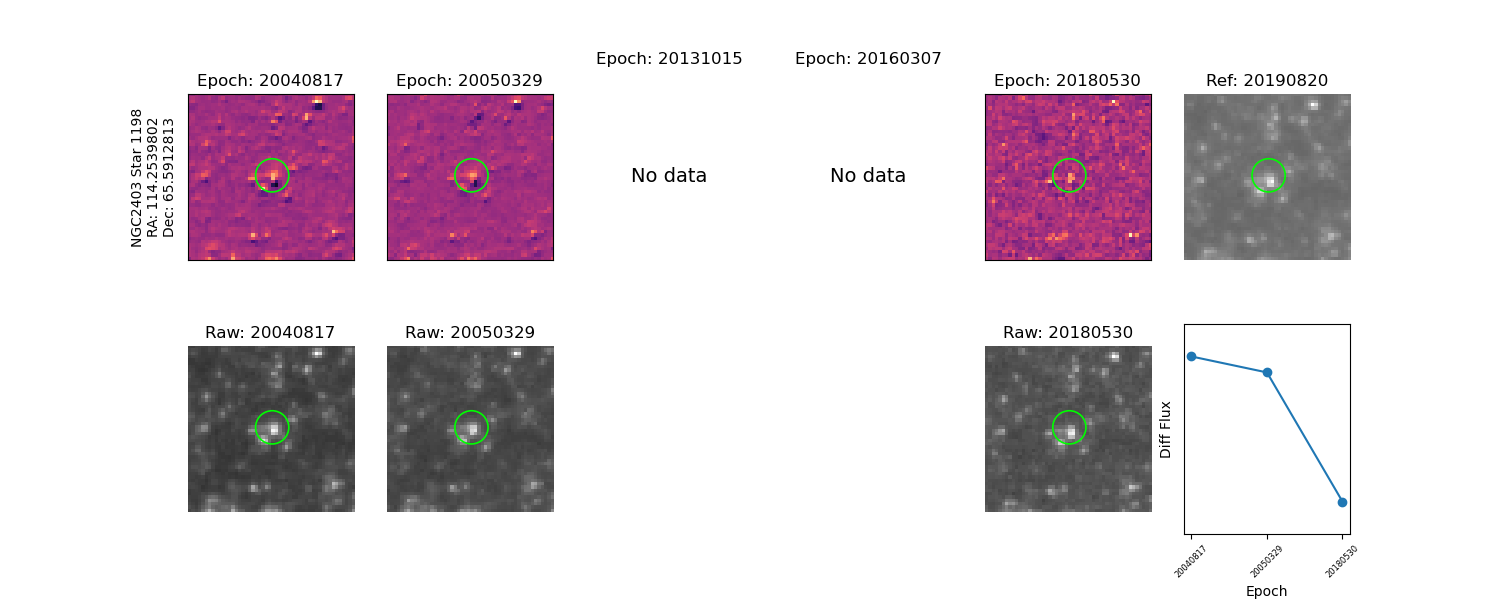 Epoch: 20040817
Epoch: 20050329
Epoch: 20131015
Epoch: 20160307
Epoch: 20180530
Ref: 20190820
NGC2403 Star 1198
RA: 114.2539802
Dec: 65.5912813
No data
No data
Raw: 20040817
Raw: 20050329
Raw: 20180530
Diff Flux
20040817
20050329
20180530
Epoch